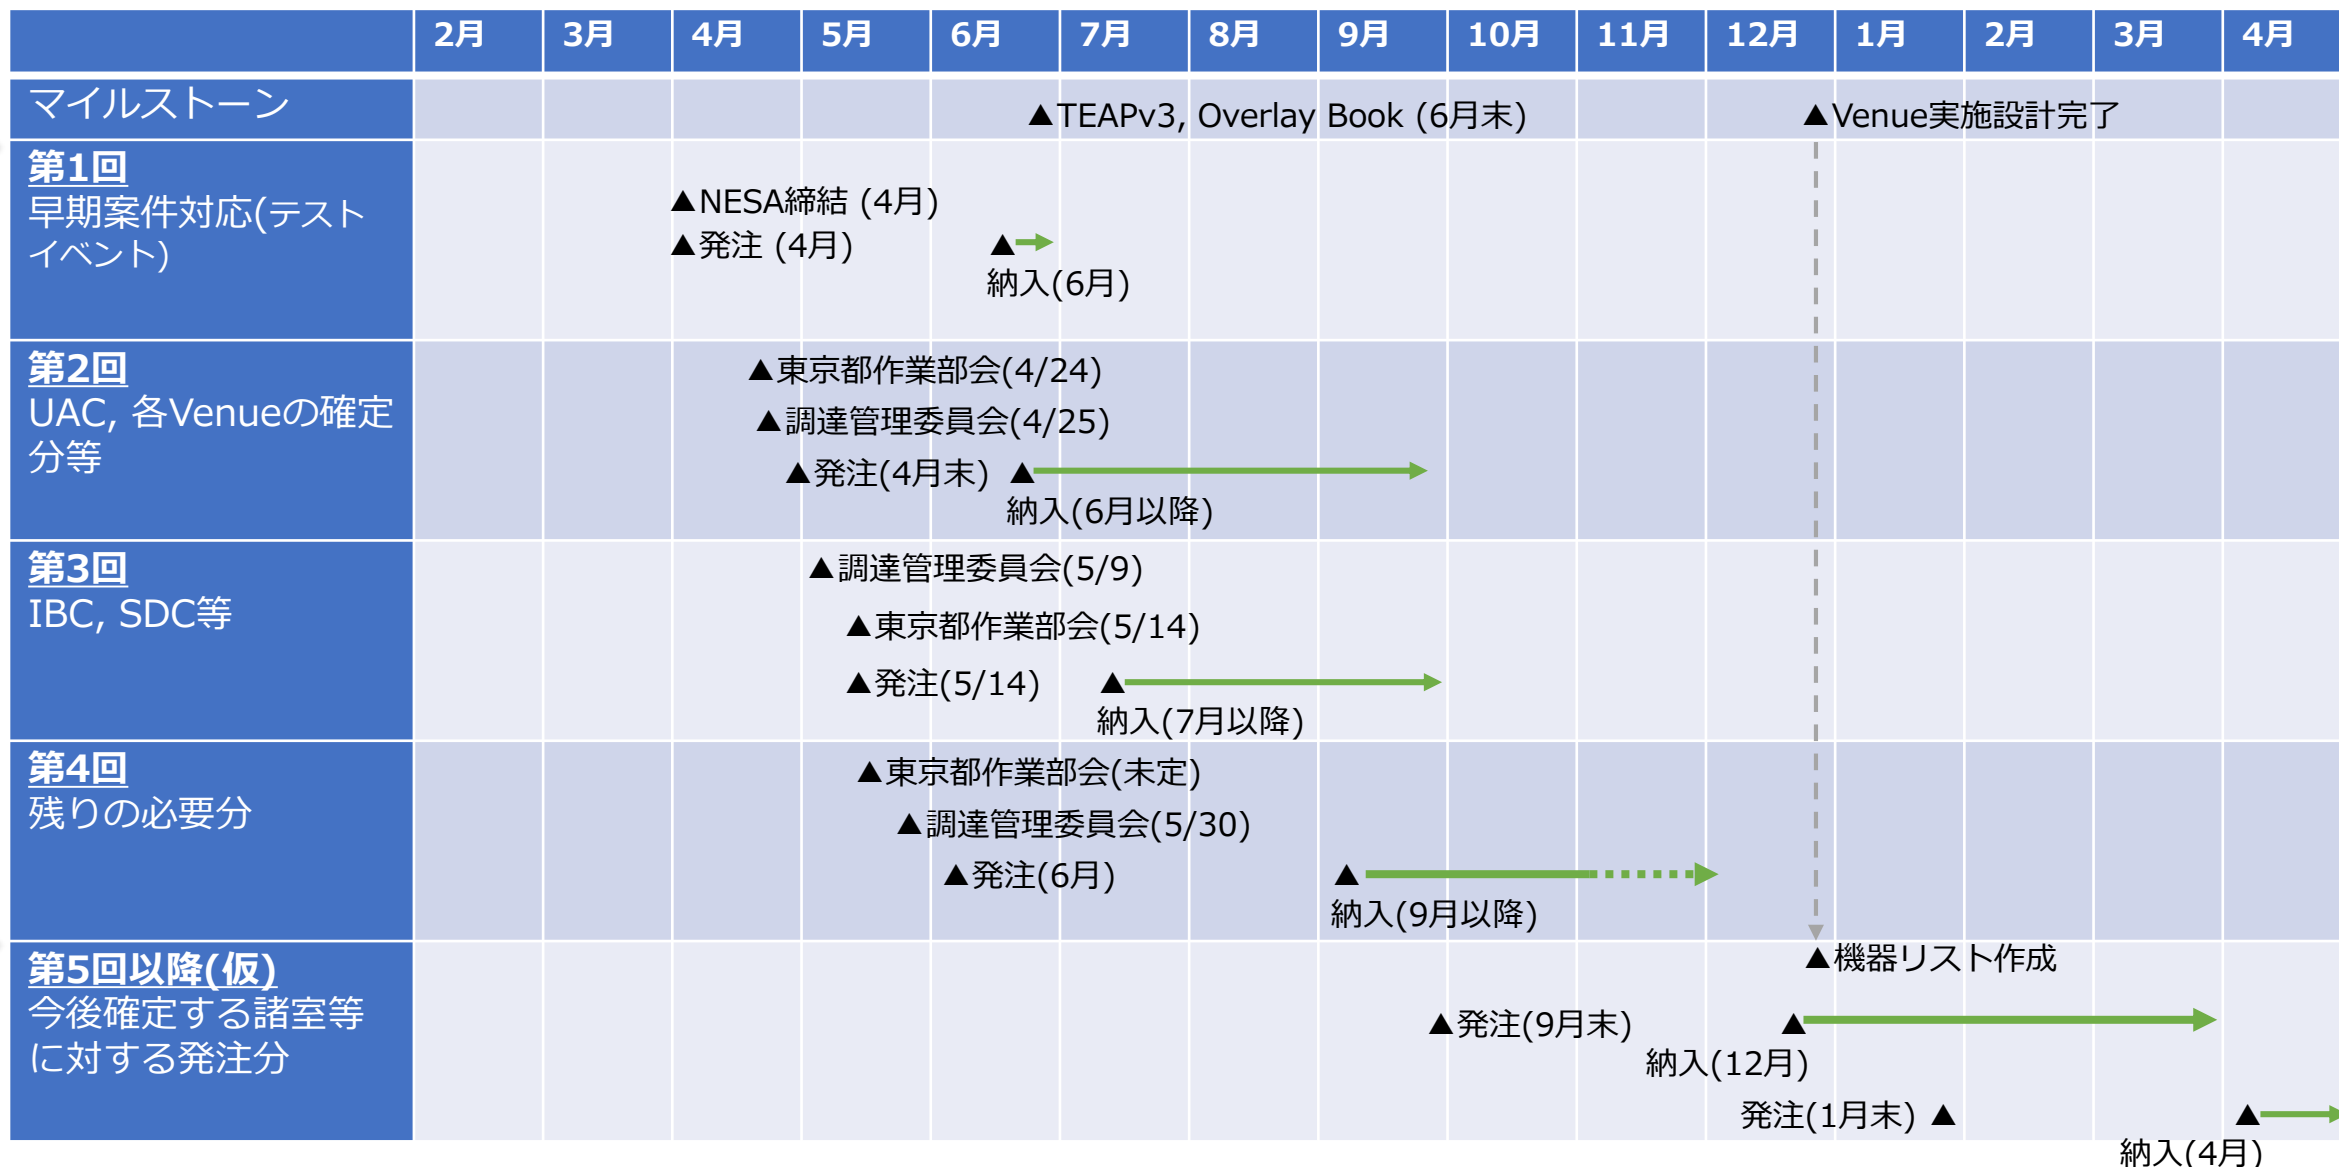 2月 3月 4月 5月 6月 7月 8月 9月 10月 11月 12月 1月 2月 3月 4月
マイルストーン
▲TEAPv3, Overlay Book (6月末)
▲Venue実施設計完了
第1回
早期案件対応(テスト
イベント)
▲NESA締結 (4月)
▲発注 (4月)
▲
納入(6月)
第2回
UAC, 各Venueの確定
分等
▲東京都作業部会(4/24)
▲調達管理委員会(4/25)
▲発注(4月末) ▲
納入(6月以降)
第3回
IBC, SDC等
▲調達管理委員会(5/9)
▲東京都作業部会(5/14)
▲発注(5/14) ▲
納入(7月以降)
第4回
残りの必要分
▲東京都作業部会(未定)
▲調達管理委員会(5/30)
▲発注(6月) ▲
納入(9月以降)
第5回以降(仮)
今後確定する諸室等
に対する発注分
▲機器リスト作成
▲発注(9月末) ▲
納入(12月)
発注(1月末) ▲ ▲
納入(4月)